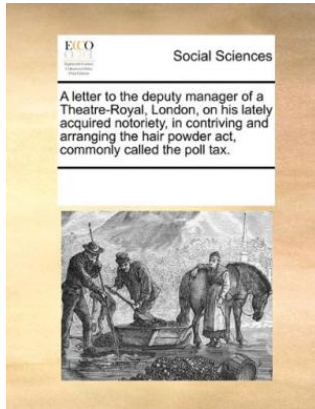 ECCO
Social Sciences
A letter to the deputy manager of a
Theatre-Royal, London, on his lately
acquired notoriety, in contriving and
arranging the hair powder act,
commonly called the poll tax.